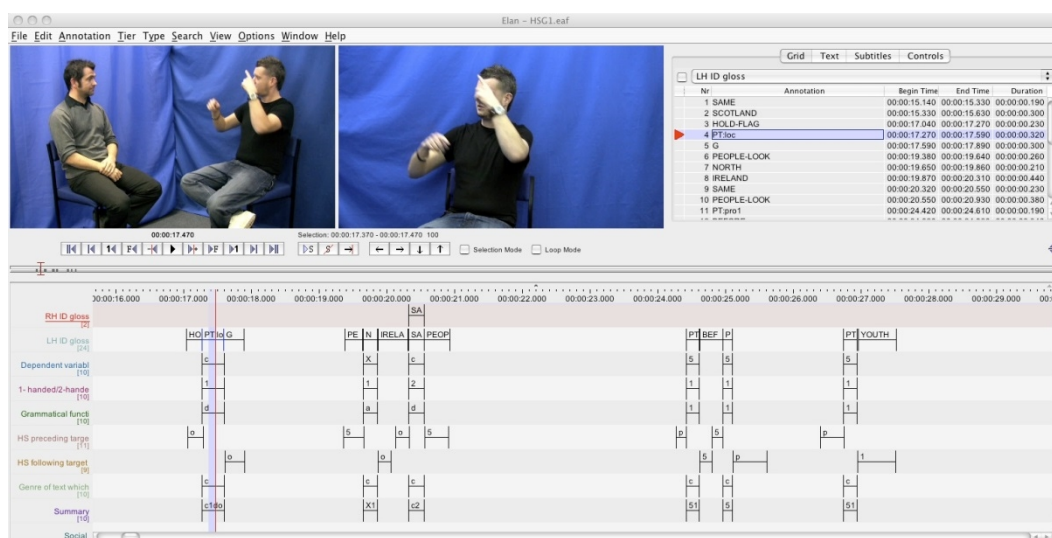 Elan – HSG1.eaf
File Edit Annotation Tier Type Search View Options Window Help
Grid Text Subtitles Controls
LH ID gloss
Nr Annotation Begin Time End Time Duration
1 SAME 00:00:15.140 00:00:15.330 00:00:00.190
2 SCOTLAND 00:00:15.330 00:00:15.630 00:00:00.300
3 HOLD-FLAG 00:00:17.040 00:00:17.270 00:00:00.230
4 PT:loc 00:00:17.270 00:00:17.590 00:00:00.320
5 G 00:00:17.590 00:00:17.890 00:00:00.300
6 PEOPLE-LOOK 00:00:19.380 00:00:19.640 00:00:00.260
7 NORTH 00:00:19.650 00:00:19.860 00:00:00.210
8 IRELAND 00:00:19.870 00:00:20.310 00:00:00.440
9 SAME 00:00:20.320 00:00:20.550 00:00:00.230
10 PEOPLE-LOOK 00:00:20.550 00:00:20.930 00:00:00.380
11 PT:pro1 00:00:24.420 00:00:24.610 00:00:00.190
00:00:17.470 Selection: 00:00:17.370 - 00:00:17.470 100
Selection Mode Loop Mode
00:00:16.000 00:00:17.000 00:00:18.000 00:00:19.000 00:00:20.000 00:00:21.000 00:00:22.000 00:00:23.000 00:00:24.000 00:00:25.000 00:00:26.000 00:00:27.000 00:00:28.000 00:00:29.000 00:
RH ID gloss SA
[2]
LH ID gloss HO PT:lo G PE N IRELA SA PEOP PT BEF P PT YOUTH
[24]
Dependent variabl c X c 5 5 5
[10]
1- handed/2-hande 1 1 2 1 1 1
[10]
Grammatical functi d a d 1 1 1
[10]
HS preceding targe o 5 o 5 p 5 p
[11]
HS following target o o 5 p 1
[9]
Genre of text which c c c c c c
[10]
Summary c1do X1 c2 51 5 51
[10]
Social